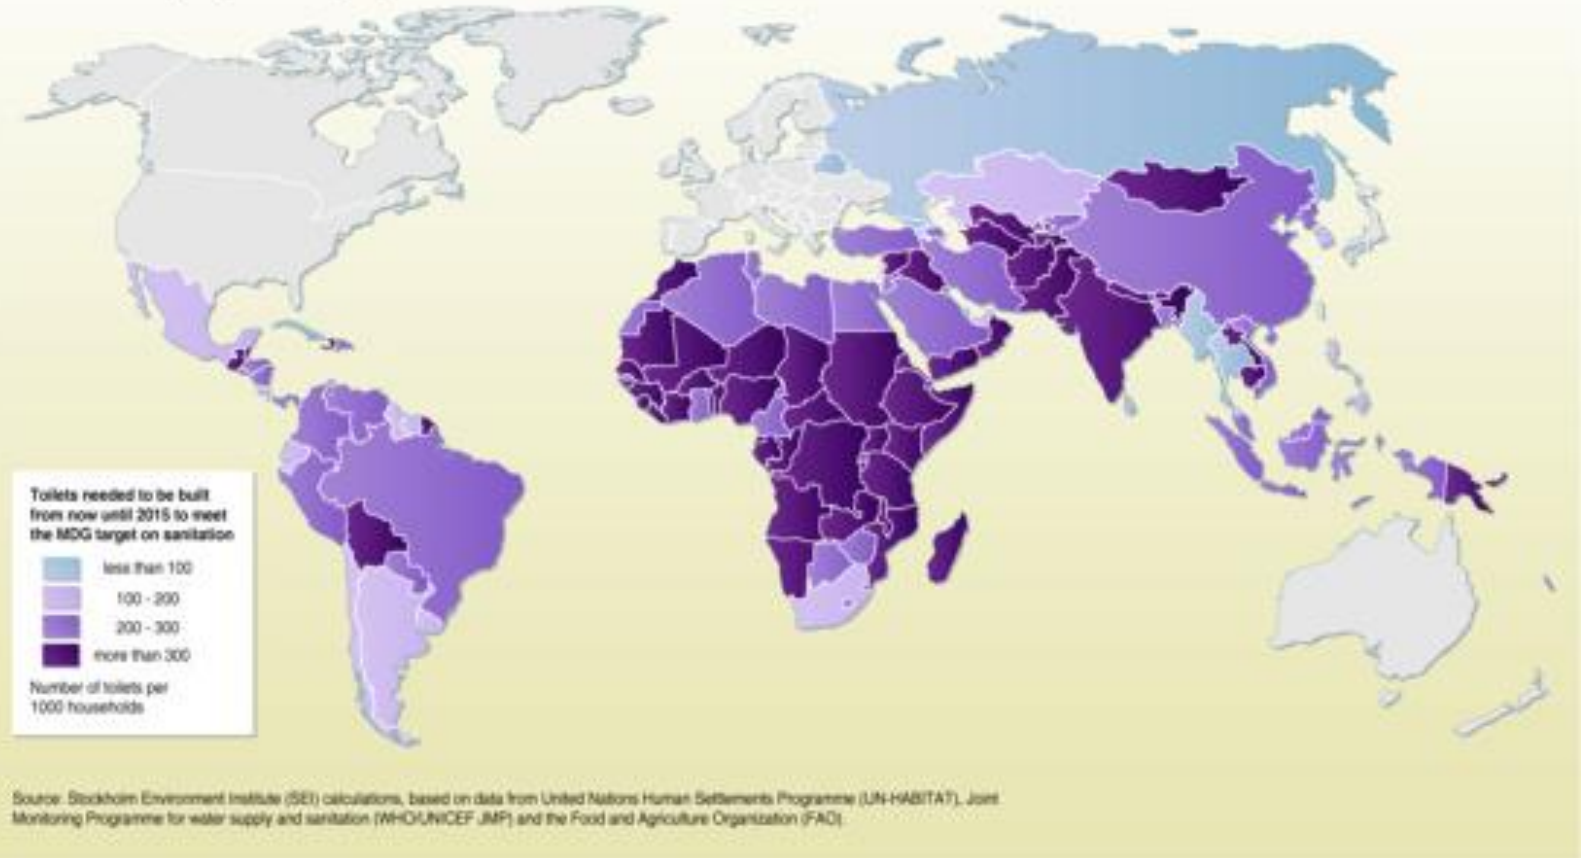 Toilets needed to be built
from now until 2015 to meet
the MDG target on sanitation
less than 100
100 - 200
200 - 300
more than 300
Number of toilets per
1000 households
Source: Stockholm Environment Institute (SEI) calculations, based on data from United Nations Human Settlements Programme (UN-HABITAT), Joint
Monitoring Programme for water supply and sanitation (WHO/UNICEF JMP) and the Food and Agriculture Organization (FAO)